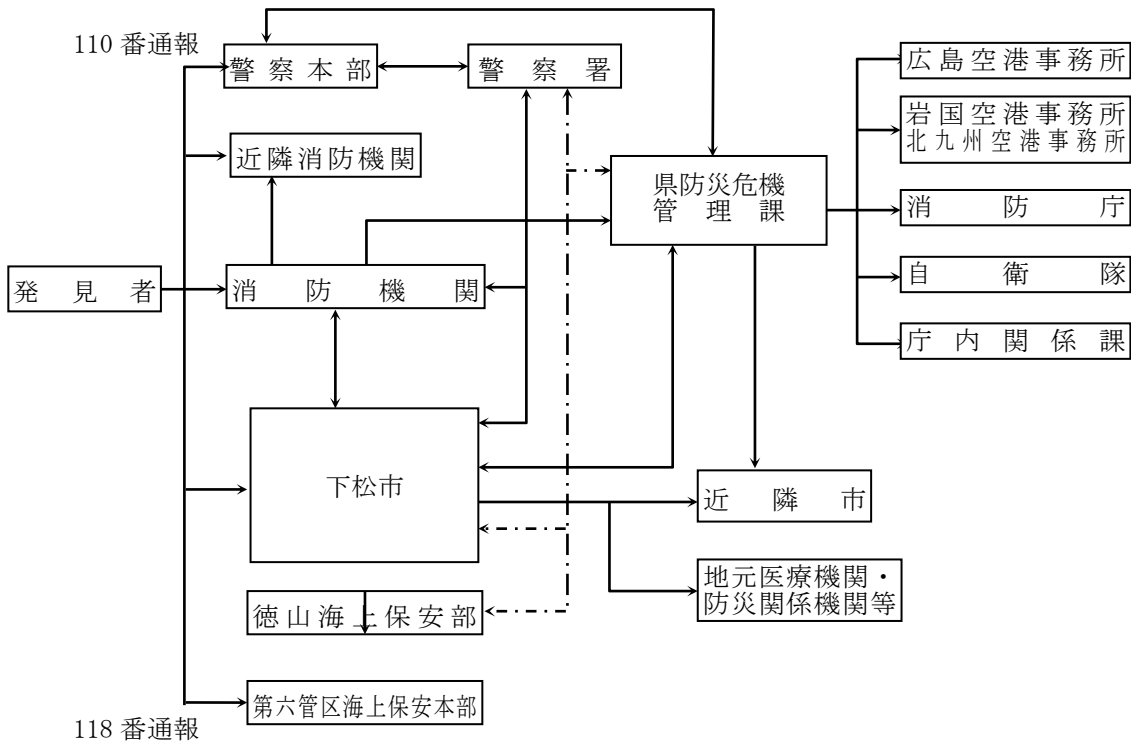 110 番通報
警察本部
警察署
広島空港事務所
岩国空港事務所
北九州空港事務所
近隣消防機関
県防災危機
管理課
消防庁
発見者
消防機関
自衛隊
庁内関係課
下松市
近隣市
地元医療機関・
防災関係機関等
徳山海上保安部
第六管区海上保安本部
118 番通報